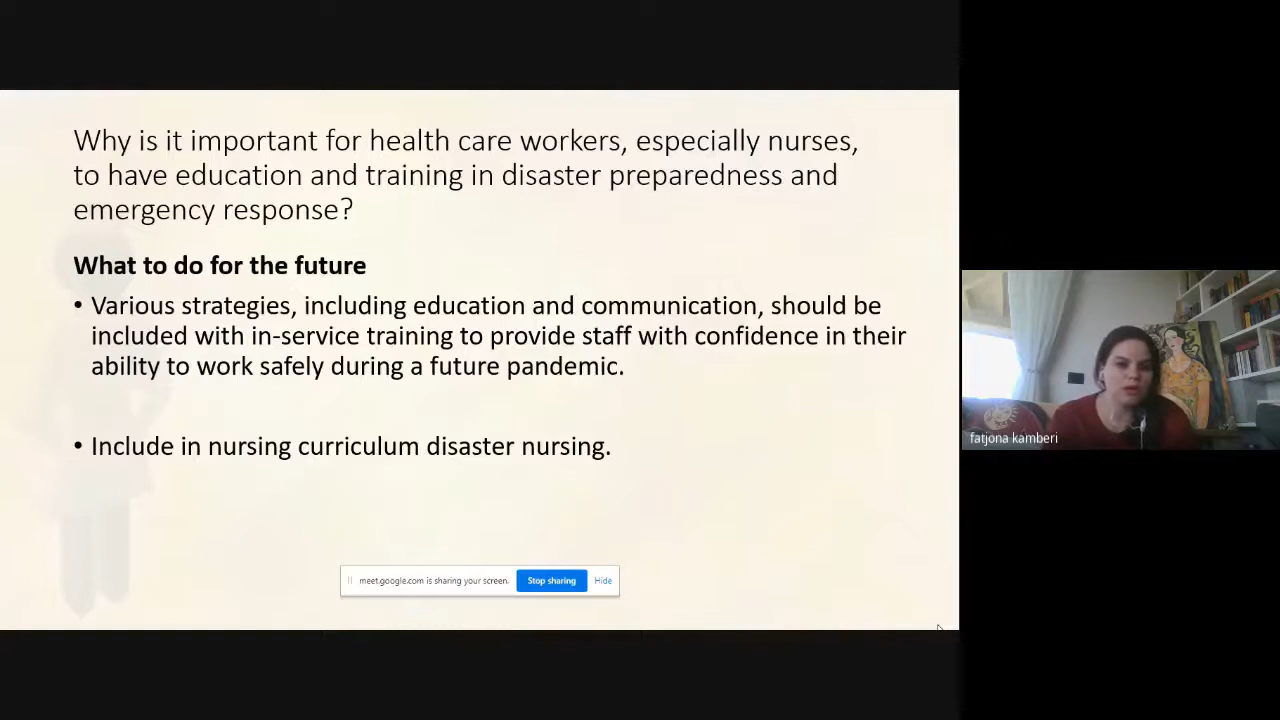 Why is it important for health care workers, especially nurses,
to have education and training in disaster preparedness and
emergency response?
What to do for the future
• Various strategies, including education and communication, should be
included with in-service training to provide staff with confidence in their
ability to work safely during a future pandemic.
• Include in nursing curriculum disaster nursing.
meet.google.com is sharing your screen. Stop sharing Hide
fatjona kamberi